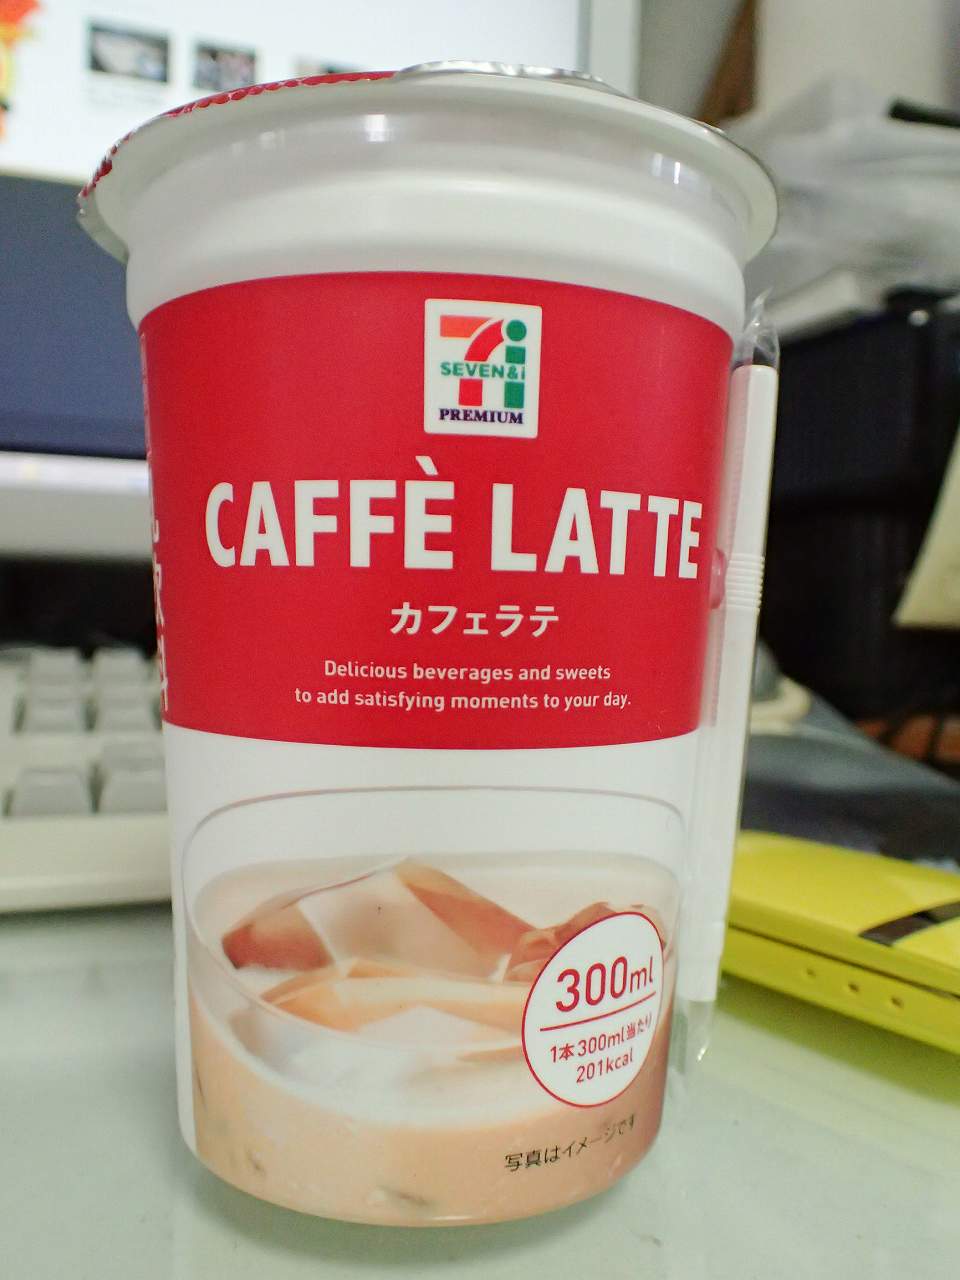 SEVEN&i
PREMIUM
CAFFÈ LATTE
カフェラテ
Delicious beverages and sweets
to add satisfying moments to your day.
300ml
1本300ml当たり
201kcal
写真はイメージです